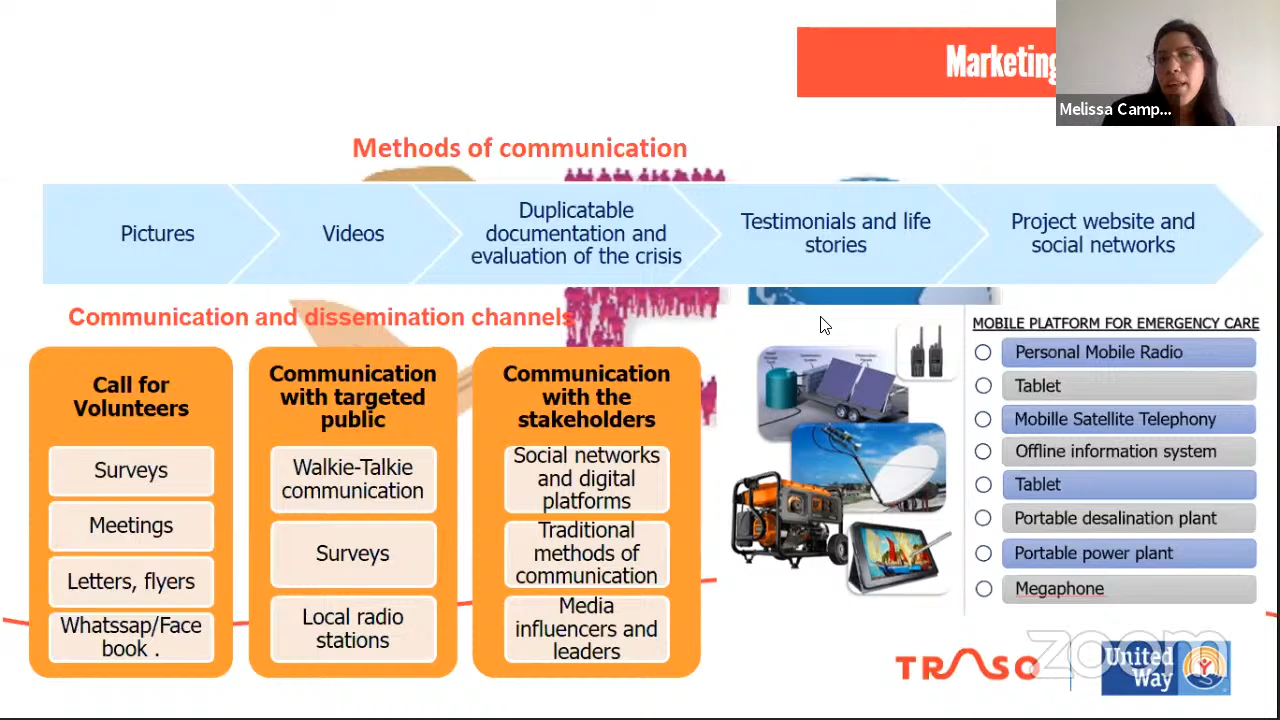 Marketing
Melissa Camp...
Methods of communication
Pictures
Videos
Duplicatable
documentation and
evaluation of the crisis
Testimonials and life
stories
Project website and
social networks
Communication and dissemination channels
Call for
Volunteers
Surveys
Meetings
Letters, flyers
Whatssap/Face
book .
Communication
with targeted
public
Walkie-Talkie
communication
Surveys
Local radio
stations
Communication
with the
stakeholders
Social networks
and digital
platforms
Traditional
methods of
communication
Media
influencers and
leaders
MOBILE PLATFORM FOR EMERGENCY CARE
Personal Mobile Radio
Tablet
Mobille Satellite Telephony
Offline information system
Tablet
Portable desalination plant
Portable power plant
Megaphone
TRASO
zoom
United
Way